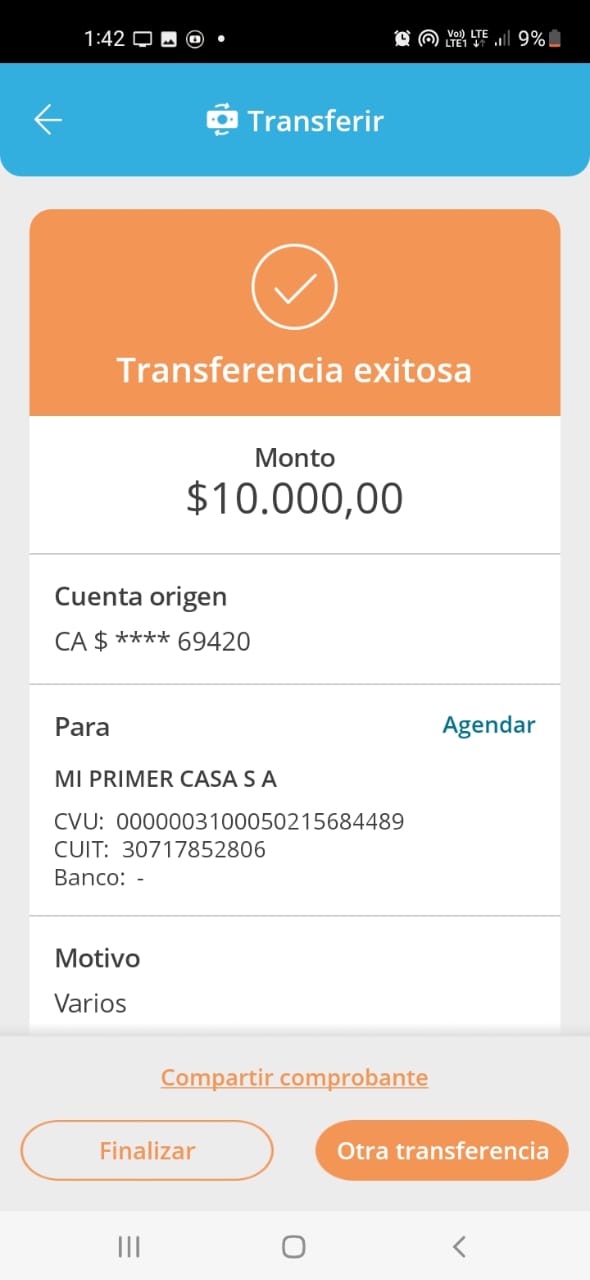 1:42
Vo)) LTE
LTE1
9%
Transferir
Transferencia exitosa
Monto
$10.000,00
Cuenta origen
CA $ **** 69420
Para
Agendar
MI PRIMER CASA S A
CVU: 0000003100050215684489
CUIT: 30717852806
Banco: -
Motivo
Varios
Compartir comprobante
Finalizar
Otra transferencia